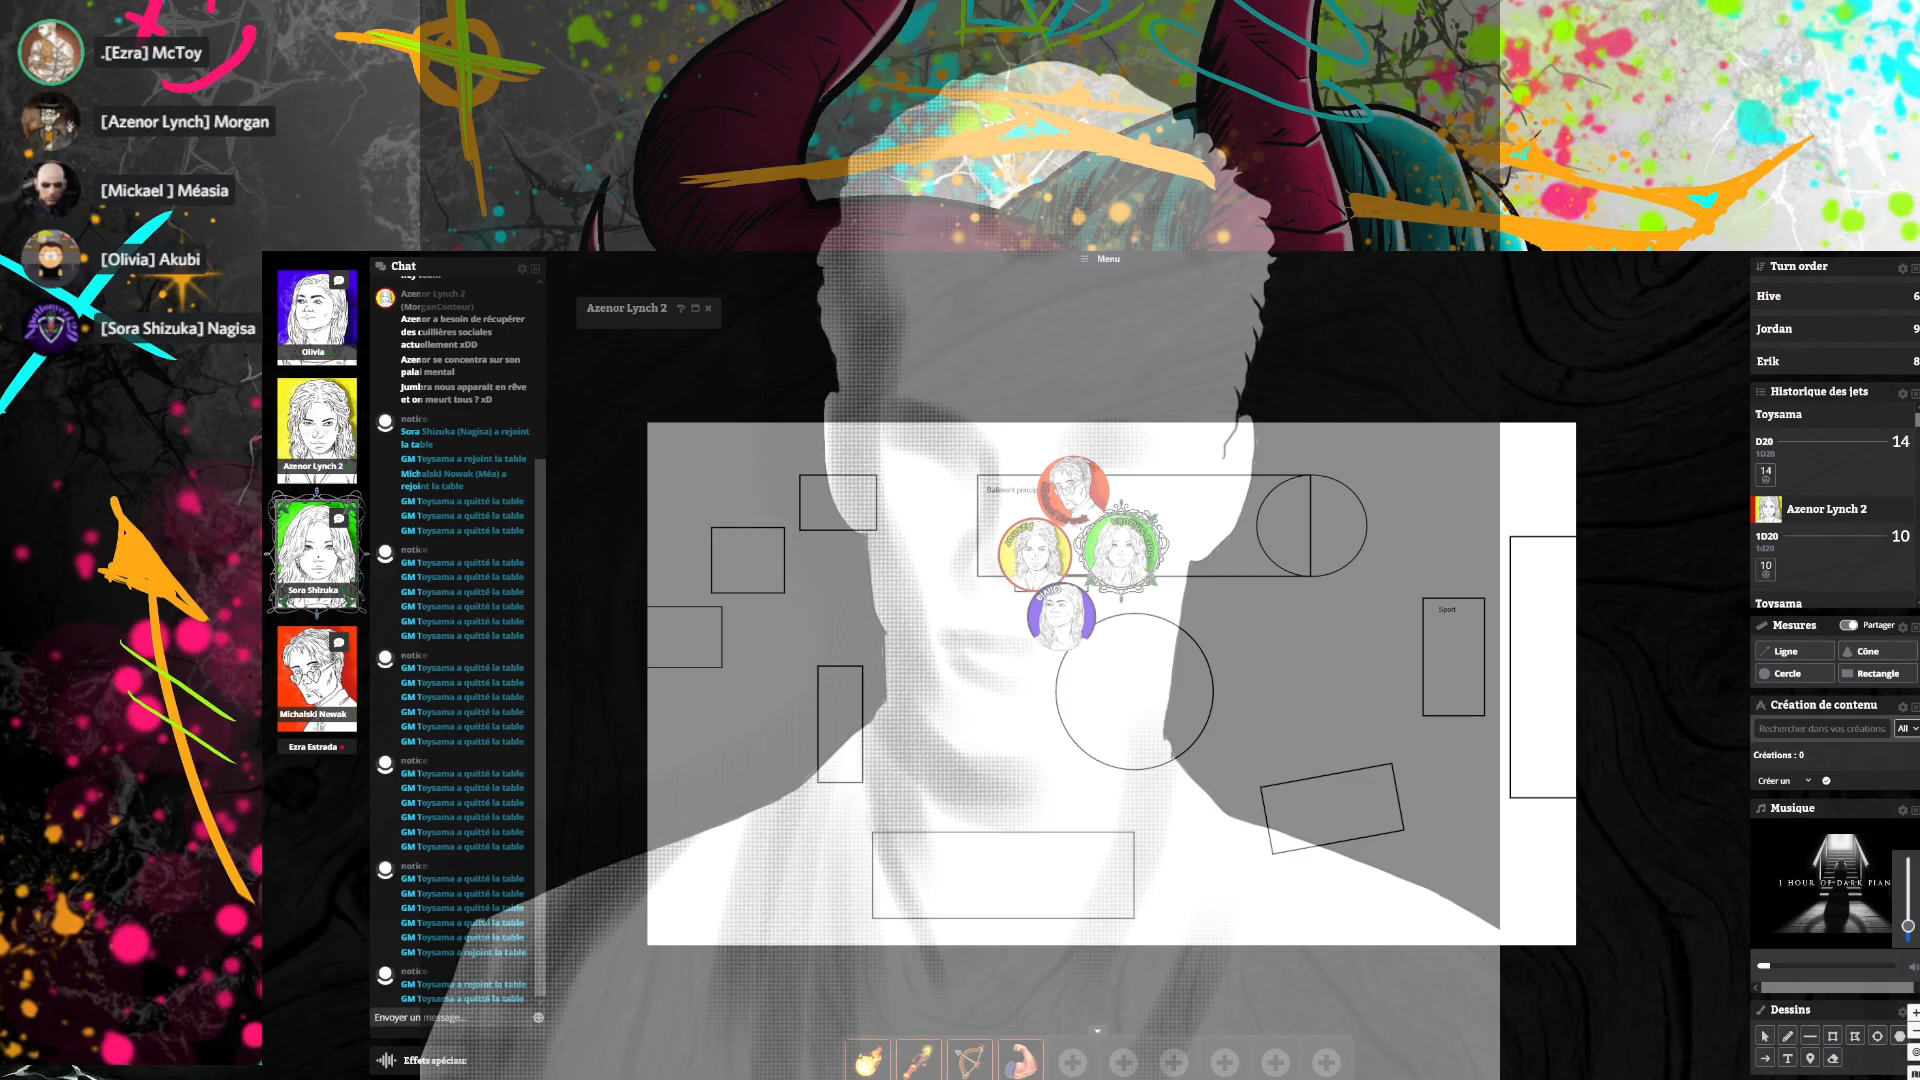 .[Ezra] McToy
[Azenor Lynch] Morgan
[Mickael ] Méasia
[Olivia] Akubi
[Sora Shizuka] Nagisa
Olivia
Azenor Lynch 2
Sora Shizuka
Michalski Nowak
Ezra Estrada
Chat
Azenor Lynch 2
(MorganConteur)
Azenor a besoin de récupérer
des cuillières sociales
actuellement xDD
Azenor se concentra sur son
palai mental
Jumbra nous apparait en rêve
et on meurt tous ? xD
notice
Sora Shizuka (Nagisa) a rejoint
la table
GM Toysama a rejoint la table
Michalski Nowak (Méa) a
rejoint la table
GM Toysama a quitté la table
GM Toysama a quitté la table
GM Toysama a quitté la table
notice
GM Toysama a quitté la table
GM Toysama a quitté la table
GM Toysama a quitté la table
GM Toysama a quitté la table
GM Toysama a quitté la table
GM Toysama a quitté la table
notice
GM Toysama a quitté la table
GM Toysama a quitté la table
GM Toysama a quitté la table
GM Toysama a quitté la table
GM Toysama a quitté la table
GM Toysama a quitté la table
notice
GM Toysama a quitté la table
GM Toysama a quitté la table
GM Toysama a quitté la table
GM Toysama a quitté la table
GM Toysama a quitté la table
GM Toysama a quitté la table
notice
GM Toysama a quitté la table
GM Toysama a quitté la table
GM Toysama a quitté la table
GM Toysama a quitté la table
GM Toysama a quitté la table
GM Toysama a rejoint la table
notice
GM Toysama a rejoint la table
GM Toysama a quitté la table
Envoyer un message...
Effets spéciaux
Menu
Azenor Lynch 2
Batiment princip
Sport
Turn order
Hive 6
Jordan 9
Erik 8
Historique des jets
Toysama
D20 14
1D20
14
Azenor Lynch 2
1D20 10
1d20
10
Toysama
Mesures Partager
Ligne Cône
Cercle Rectangle
Création de contenu
Rechercher dans vos créations All
Créations : 0
Créer un
Musique
1 HOUR OF DARK PIAN
Dessins